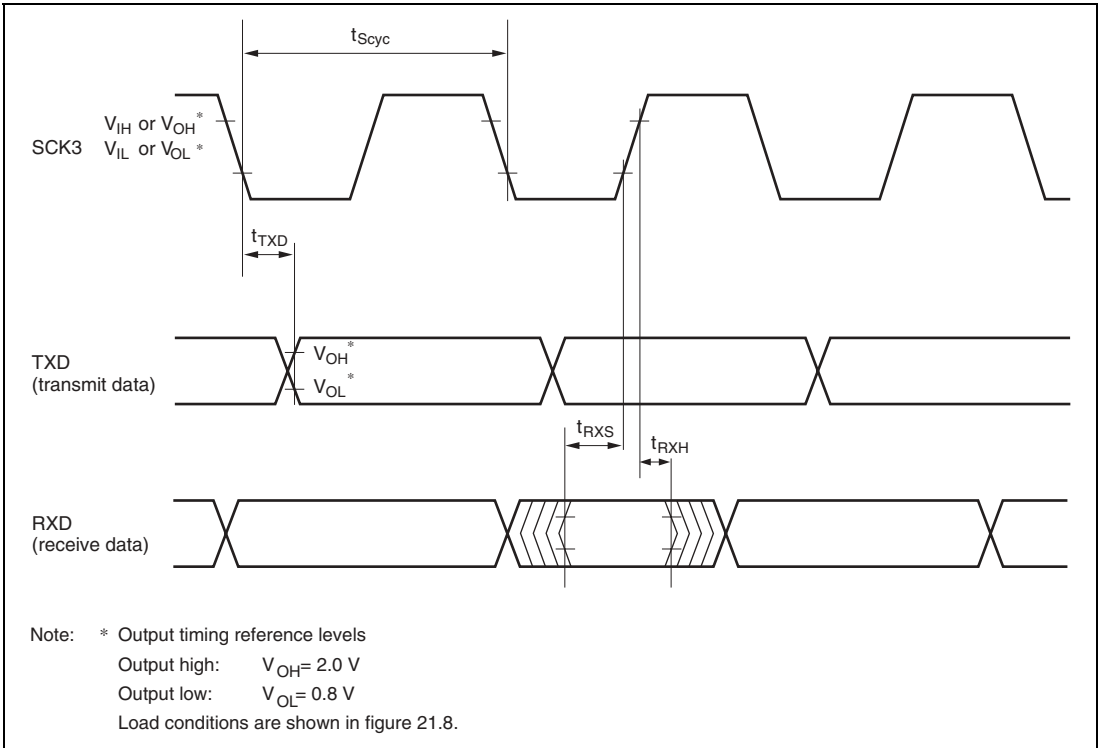 tScyc
VIH or VOH*
SCK3 VIL or VOL *
tTXD
TXD
(transmit data)
VOH*
VOL*
tRXS
tRXH
RXD
(receive data)
Note: * Output timing reference levels
Output high: VOH= 2.0 V
Output low: VOL= 0.8 V
Load conditions are shown in figure 21.8.